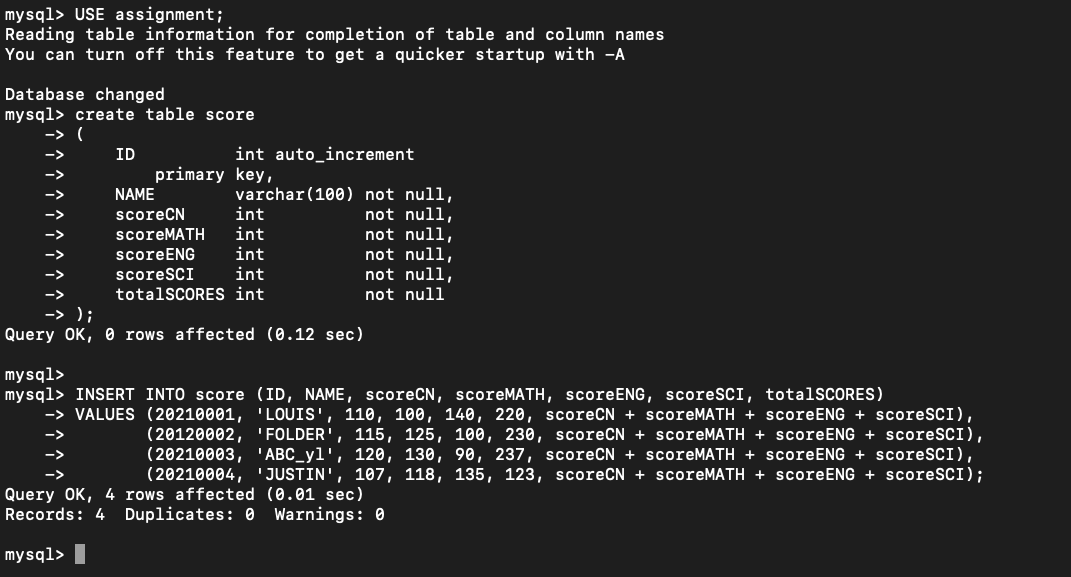 mysql> USE assignment;
Reading table information for completion of table and column names
You can turn off this feature to get a quicker startup with -A

Database changed
mysql> create table score
    -> (
    ->     ID          int auto_increment
    ->         primary key,
    ->     NAME        varchar(100) not null,
    ->     scoreCN     int          not null,
    ->     scoreMATH   int          not null,
    ->     scoreENG    int          not null,
    ->     scoreSCI    int          not null,
    ->     totalSCORES int          not null
    -> );
Query OK, 0 rows affected (0.12 sec)

mysql>
mysql> INSERT INTO score (ID, NAME, scoreCN, scoreMATH, scoreENG, scoreSCI, totalSCORES)
    -> VALUES (20210001, 'LOUIS', 110, 100, 140, 220, scoreCN + scoreMATH + scoreENG + scoreSCI),
    ->        (20120002, 'FOLDER', 115, 125, 100, 230, scoreCN + scoreMATH + scoreENG + scoreSCI),
    ->        (20210003, 'ABC_yl', 120, 130, 90, 237, scoreCN + scoreMATH + scoreENG + scoreSCI),
    ->        (20210004, 'JUSTIN', 107, 118, 135, 123, scoreCN + scoreMATH + scoreENG + scoreSCI);
Query OK, 4 rows affected (0.01 sec)
Records: 4  Duplicates: 0  Warnings: 0

mysql>